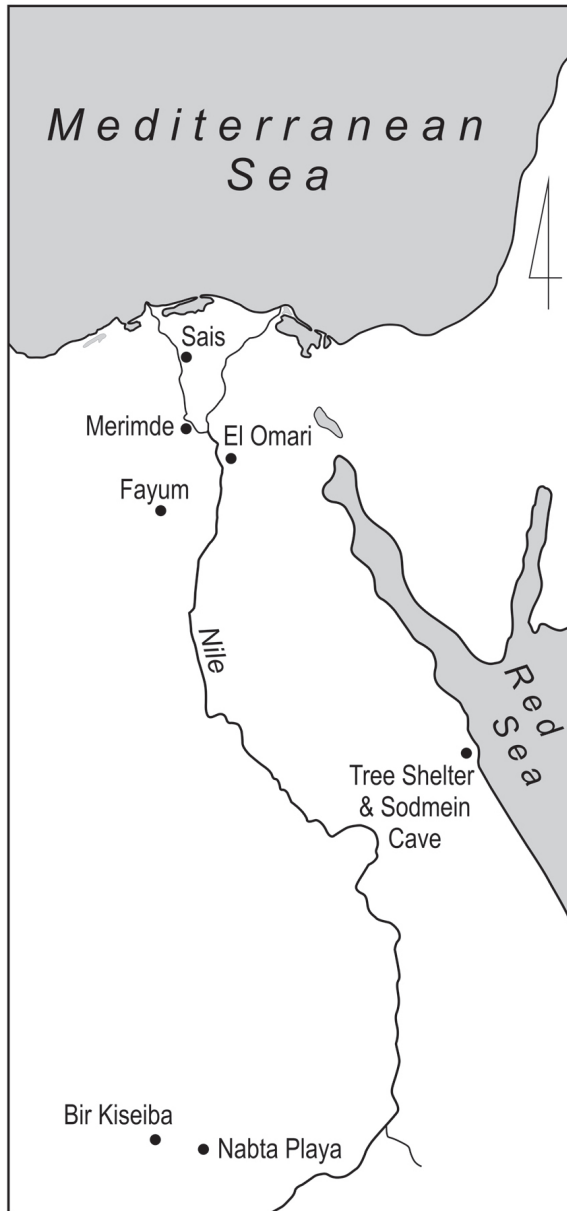 Mediterranean
Sea
Sais
Merimde
El Omari
Fayum
Nile
Red
Sea
Tree Shelter
& Sodmein
Cave
Bir Kiseiba
Nabta Playa